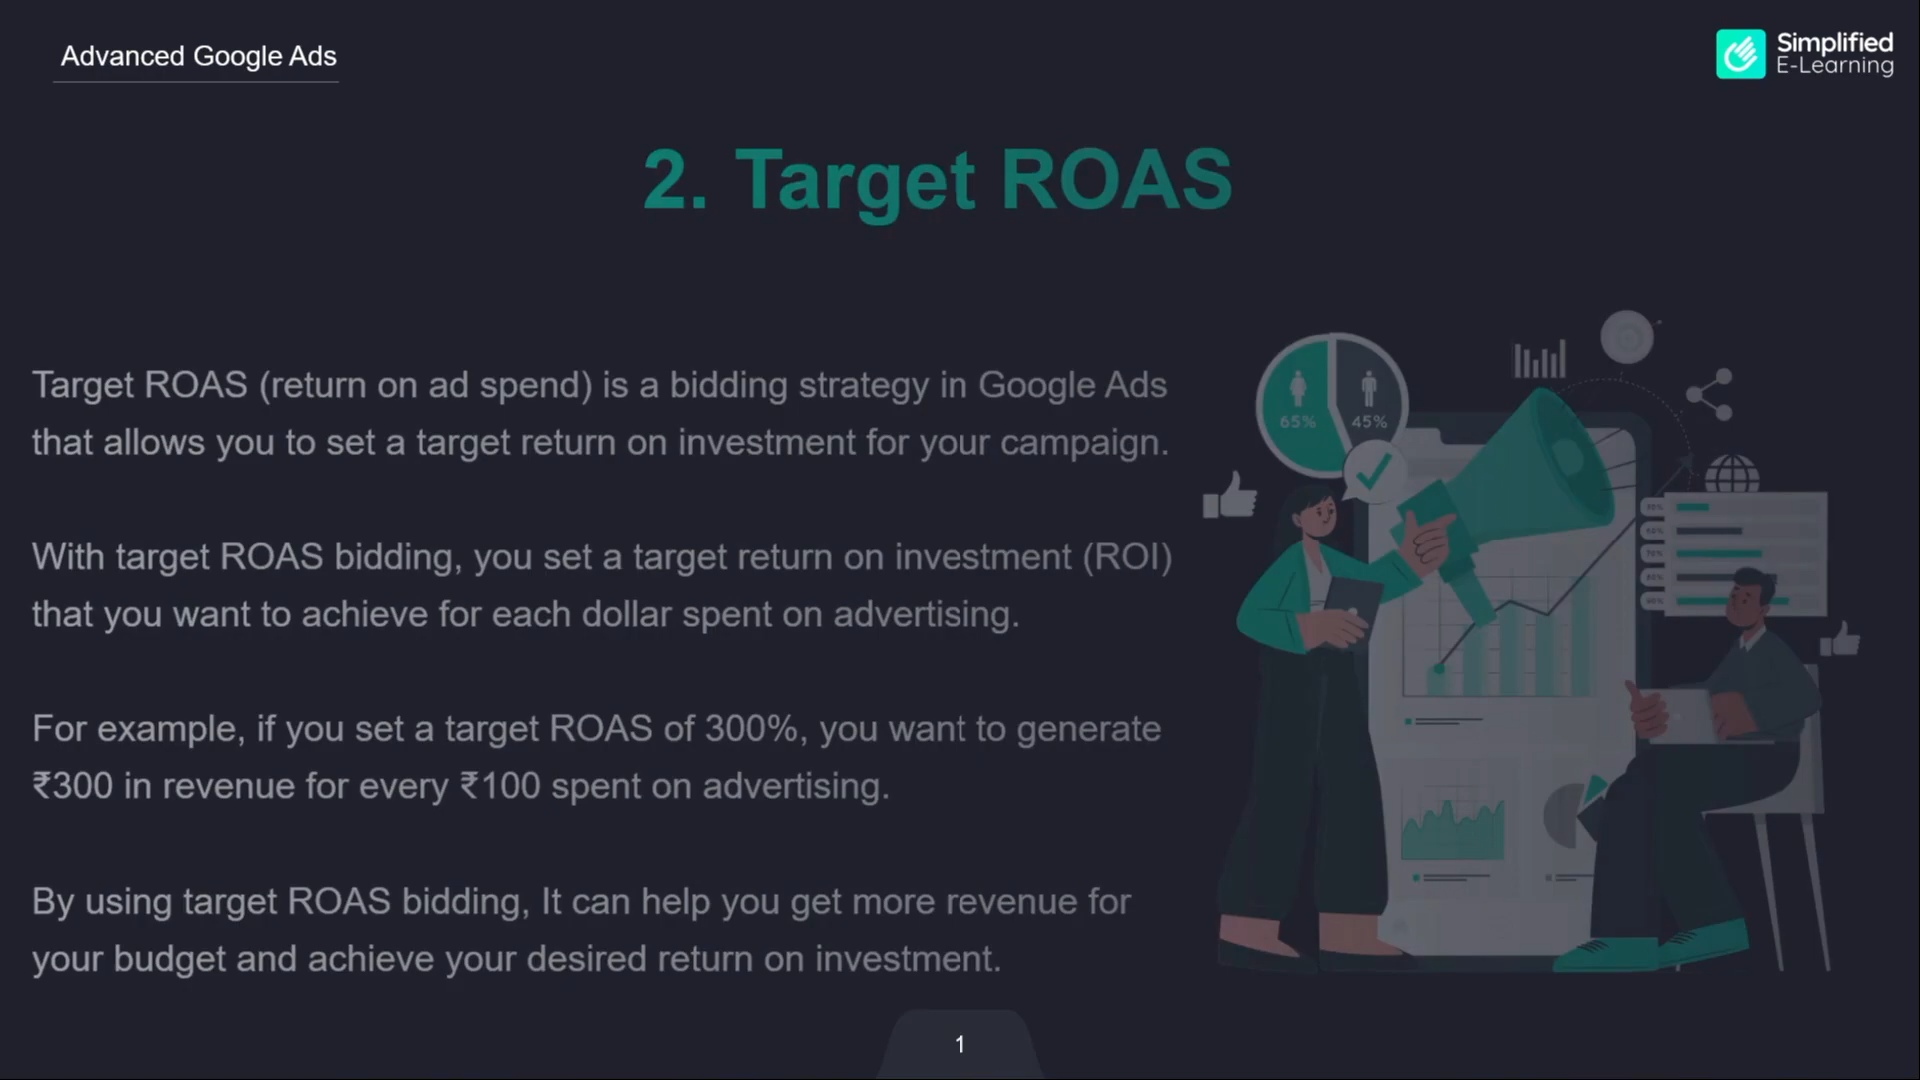 Advanced Google Ads
Simplified
E-Learning
2. Target ROAS
Target ROAS (return on ad spend) is a bidding strategy in Google Ads
that allows you to set a target return on investment for your campaign.
With target ROAS bidding, you set a target return on investment (ROI)
that you want to achieve for each dollar spent on advertising.
For example, if you set a target ROAS of 300%, you want to generate
₹300 in revenue for every ₹100 spent on advertising.
By using target ROAS bidding, It can help you get more revenue for
your budget and achieve your desired return on investment.
65% 45%
1